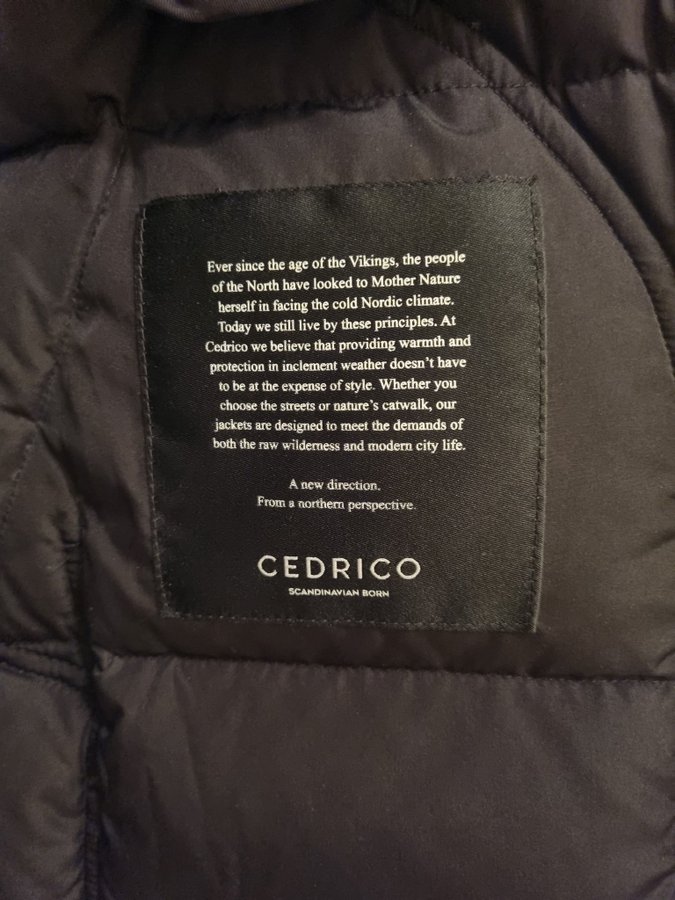 Ever since the age of the Vikings, the people
of the North have looked to Mother Nature
herself in facing the cold Nordic climate.
Today we still live by these principles. At
Cedrico we believe that providing warmth and
protection in inclement weather doesn't have
to be at the expense of style. Whether you
choose the streets or nature's catwalk, our
jackets are designed to meet the demands of
both the raw wilderness and modern city life.
A new direction.
From a northern perspective.
CEDRICO
SCANDINAVIAN BORN